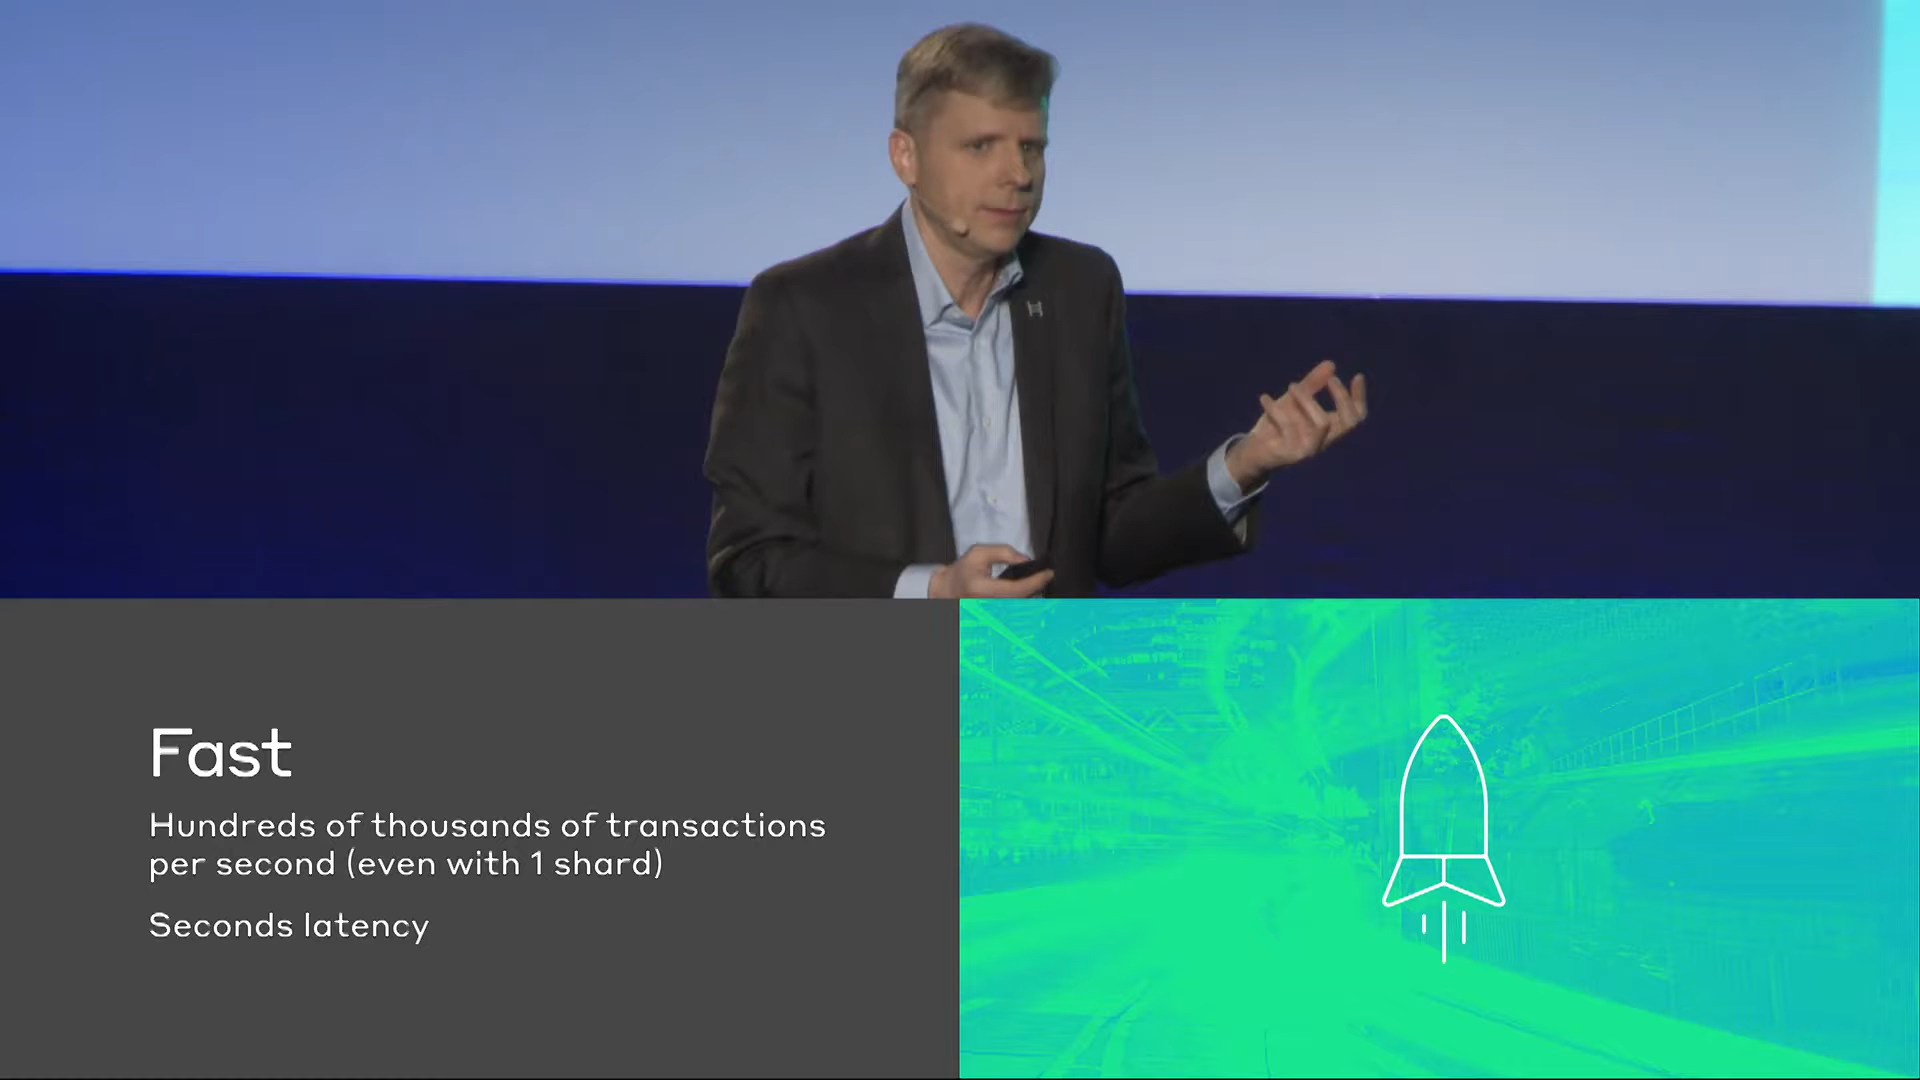 Fast
Hundreds of thousands of transactions
per second (even with 1 shard)
Seconds latency